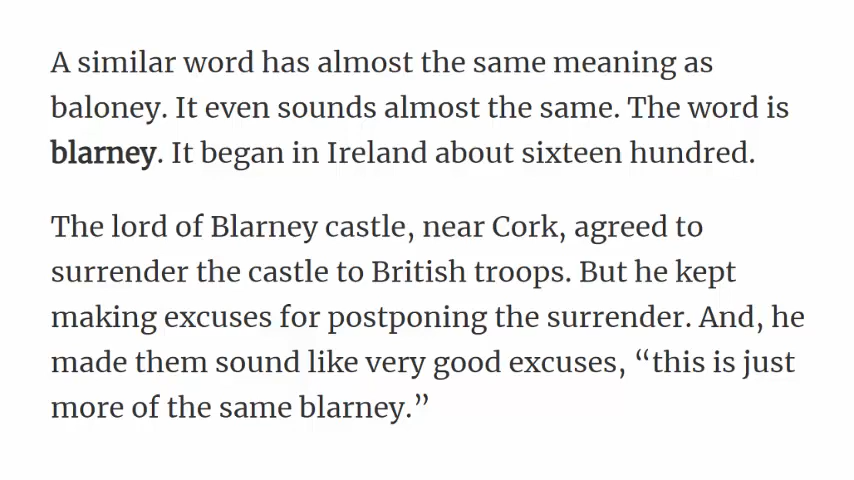 A similar word has almost the same meaning as
baloney. It even sounds almost the same. The word is
blarney. It began in Ireland about sixteen hundred.
The lord of Blarney castle, near Cork, agreed to
surrender the castle to British troops. But he kept
making excuses for postponing the surrender. And, he
made them sound like very good excuses, “this is just
more of the same blarney.”